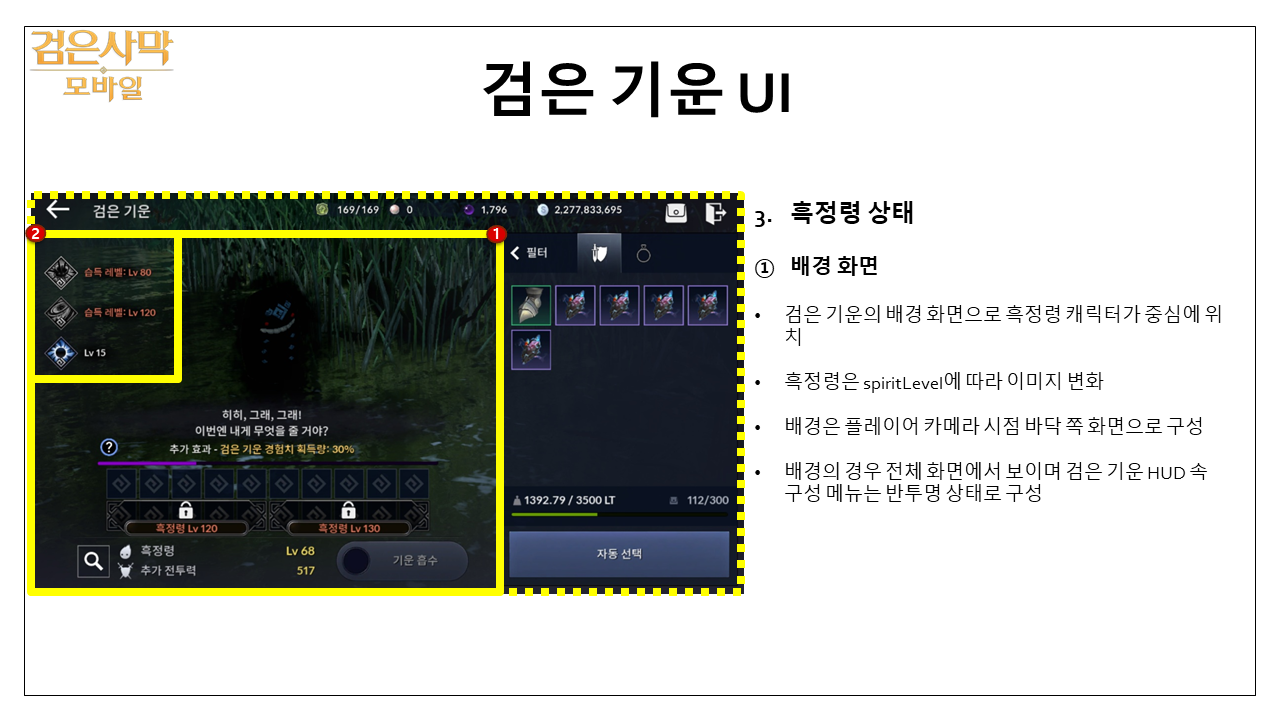 검은사막
모바일
검은 기운 UI
검은 기운
169/169
0
1,796
2,277,833,695
2
1
습득 레벨: Lv 80
습득 레벨: Lv 120
Lv 15
필터
히히, 그래, 그래!
이번엔 내게 무엇을 줄 거야?
?
추가 효과 - 검은 기운 경험치 획득량: 30%
흑정령 Lv 120
흑정령 Lv 130
흑정령
Lv 68
추가 전투력
517
기운 흡수
1392.79 / 3500 LT
112/300
자동 선택
3. 흑정령 상태
① 배경 화면
• 검은 기운의 배경 화면으로 흑정령 캐릭터가 중심에 위
치
• 흑정령은 spiritLevel에 따라 이미지 변화
• 배경은 플레이어 카메라 시점 바닥 쪽 화면으로 구성
• 배경의 경우 전체 화면에서 보이며 검은 기운 HUD 속
구성 메뉴는 반투명 상태로 구성